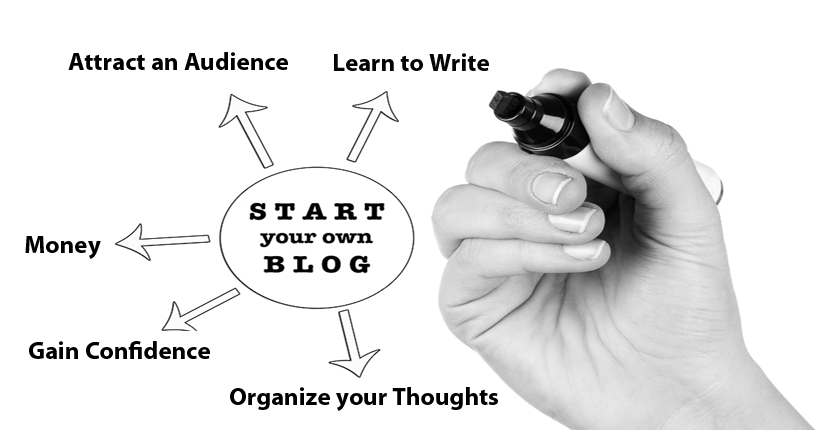 Attract an Audience
Learn to Write
START
your own
BLOG
Money
Gain Confidence
Organize your Thoughts